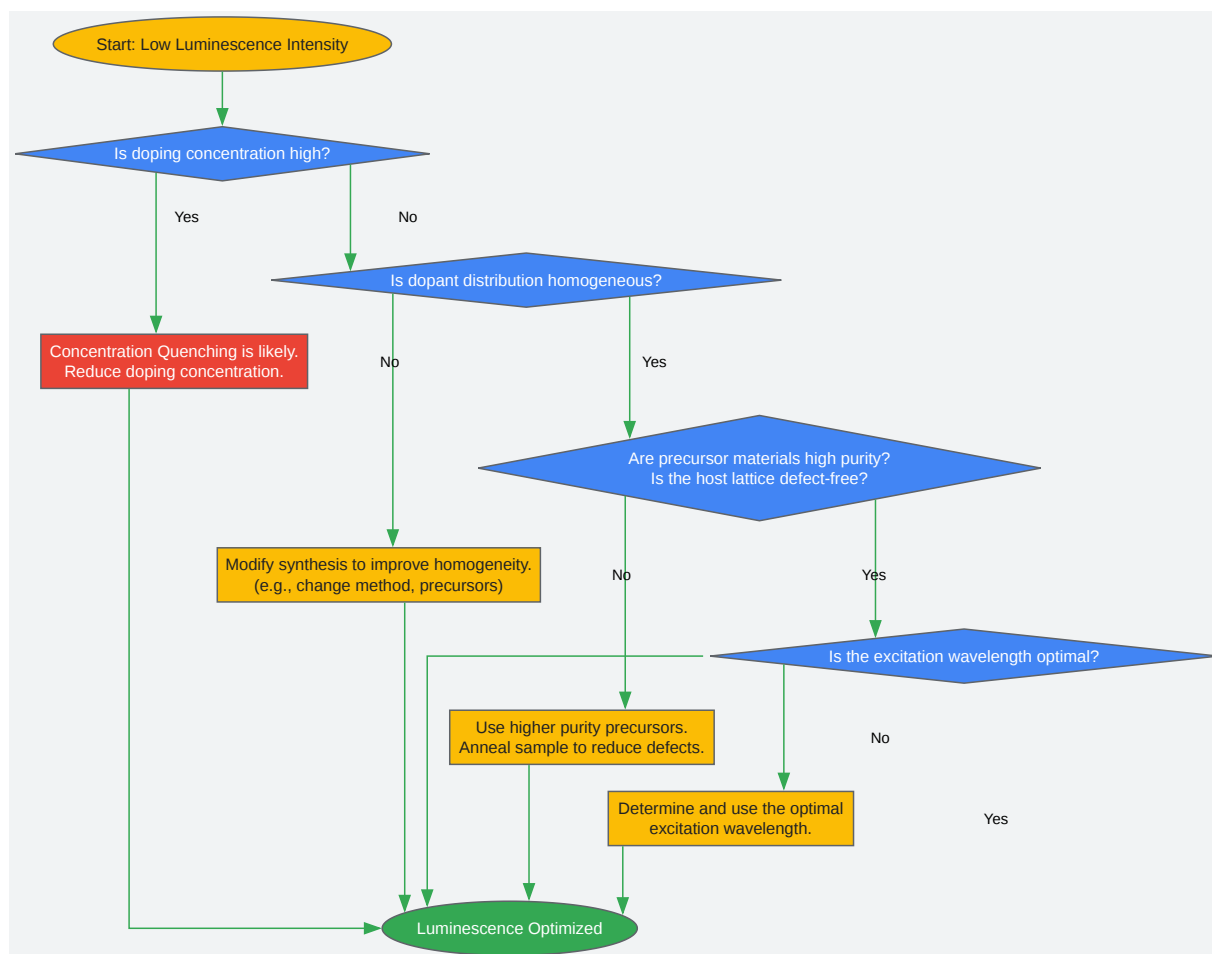 Start: Low Luminescence Intensity
Is doping concentration high?
Yes
No
Is dopant distribution homogeneous?
Concentration Quenching is likely.
Reduce doping concentration.
No
Yes
Are precursor materials high purity?
Is the host lattice defect-free?
Modify synthesis to improve homogeneity.
(e.g., change method, precursors)
No
Yes
Is the excitation wavelength optimal?
Use higher purity precursors.
Anneal sample to reduce defects.
No
Determine and use the optimal
excitation wavelength.
Yes
Luminescence Optimized